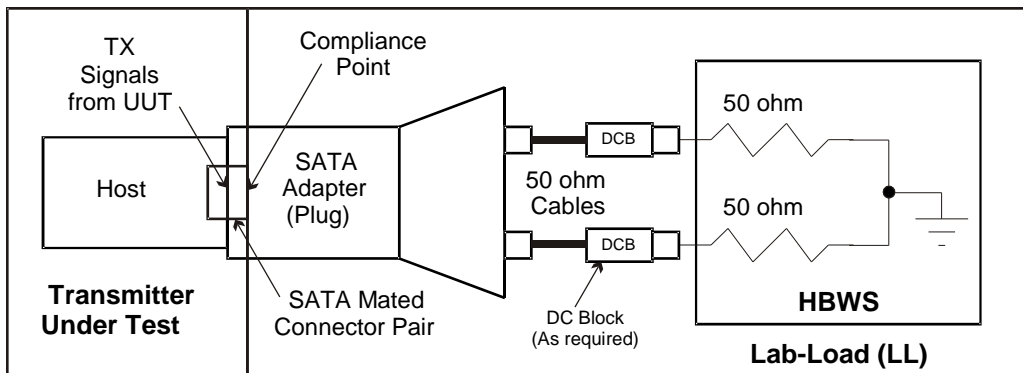 TX
Signals
from UUT
Compliance
Point
Host
SATA
Adapter
(Plug)
Transmitter
Under Test
SATA Mated
Connector Pair
DCB
50 ohm
Cables
DCB
DC Block
(As required)
50 ohm
50 ohm
HBWS
Lab-Load (LL)